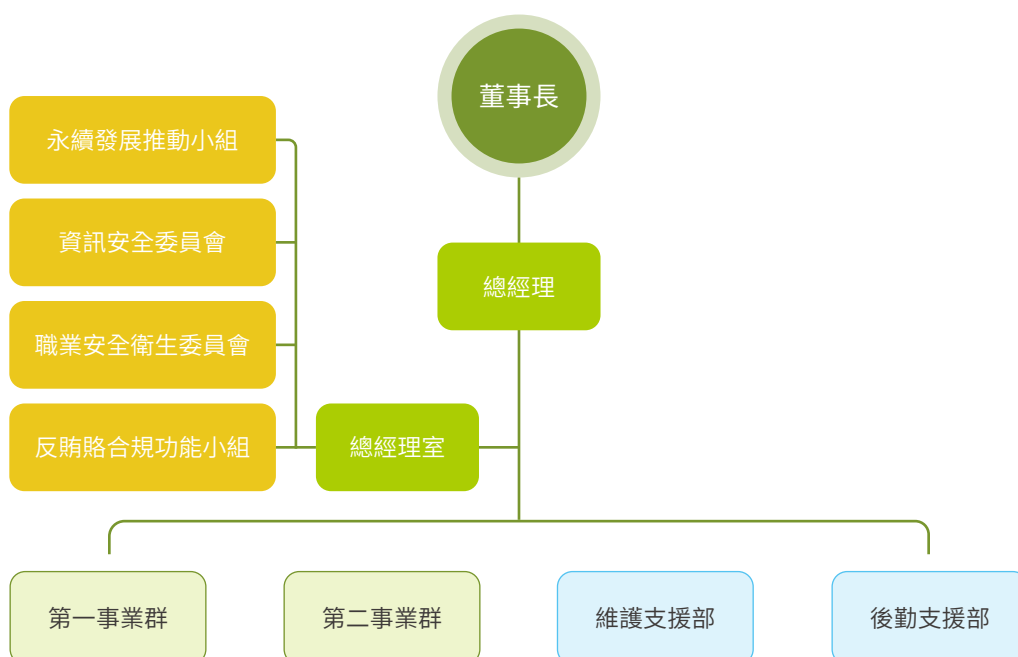 董事長
總經理
永續發展推動小組
資訊安全委員會
職業安全衛生委員會
反賄賂合規功能小組
總經理室
第一事業群
第二事業群
維護支援部
後勤支援部